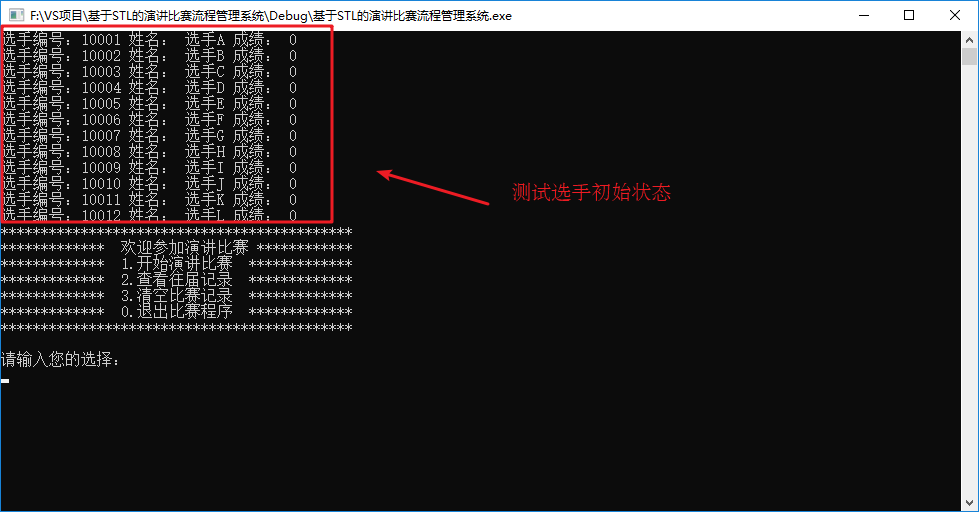 F:\VS项目\基于STL的演讲比赛流程管理系统\Debug\基于STL的演讲比赛流程管理系统.exe
选手编号：10001 姓名： 选手A 成绩： 0
选手编号：10002 姓名： 选手B 成绩： 0
选手编号：10003 姓名： 选手C 成绩： 0
选手编号：10004 姓名： 选手D 成绩： 0
选手编号：10005 姓名： 选手E 成绩： 0
选手编号：10006 姓名： 选手F 成绩： 0
选手编号：10007 姓名： 选手G 成绩： 0
选手编号：10008 姓名： 选手H 成绩： 0
选手编号：10009 姓名： 选手I 成绩： 0
选手编号：10010 姓名： 选手J 成绩： 0
选手编号：10011 姓名： 选手K 成绩： 0
选手编号：10012 姓名： 选手L 成绩： 0
测试选手初始状态
********************************************
*************  欢迎参加演讲比赛 ************
*************  1.开始演讲比赛  *************
*************  2.查看往届记录  *************
*************  3.清空比赛记录  *************
*************  0.退出比赛程序  *************
********************************************
请输入您的选择：